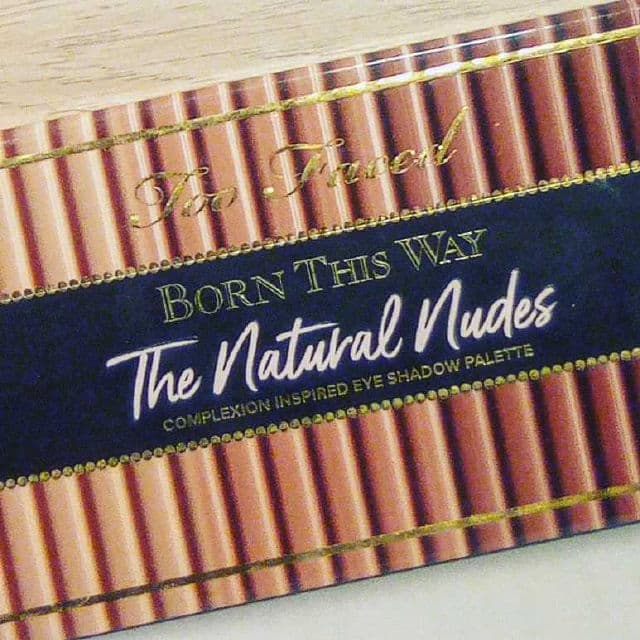 Too Faced
BORN THIS WAY
The Natural Nudes
COMPLEXION INSPIRED EYE SHADOW PALETTE